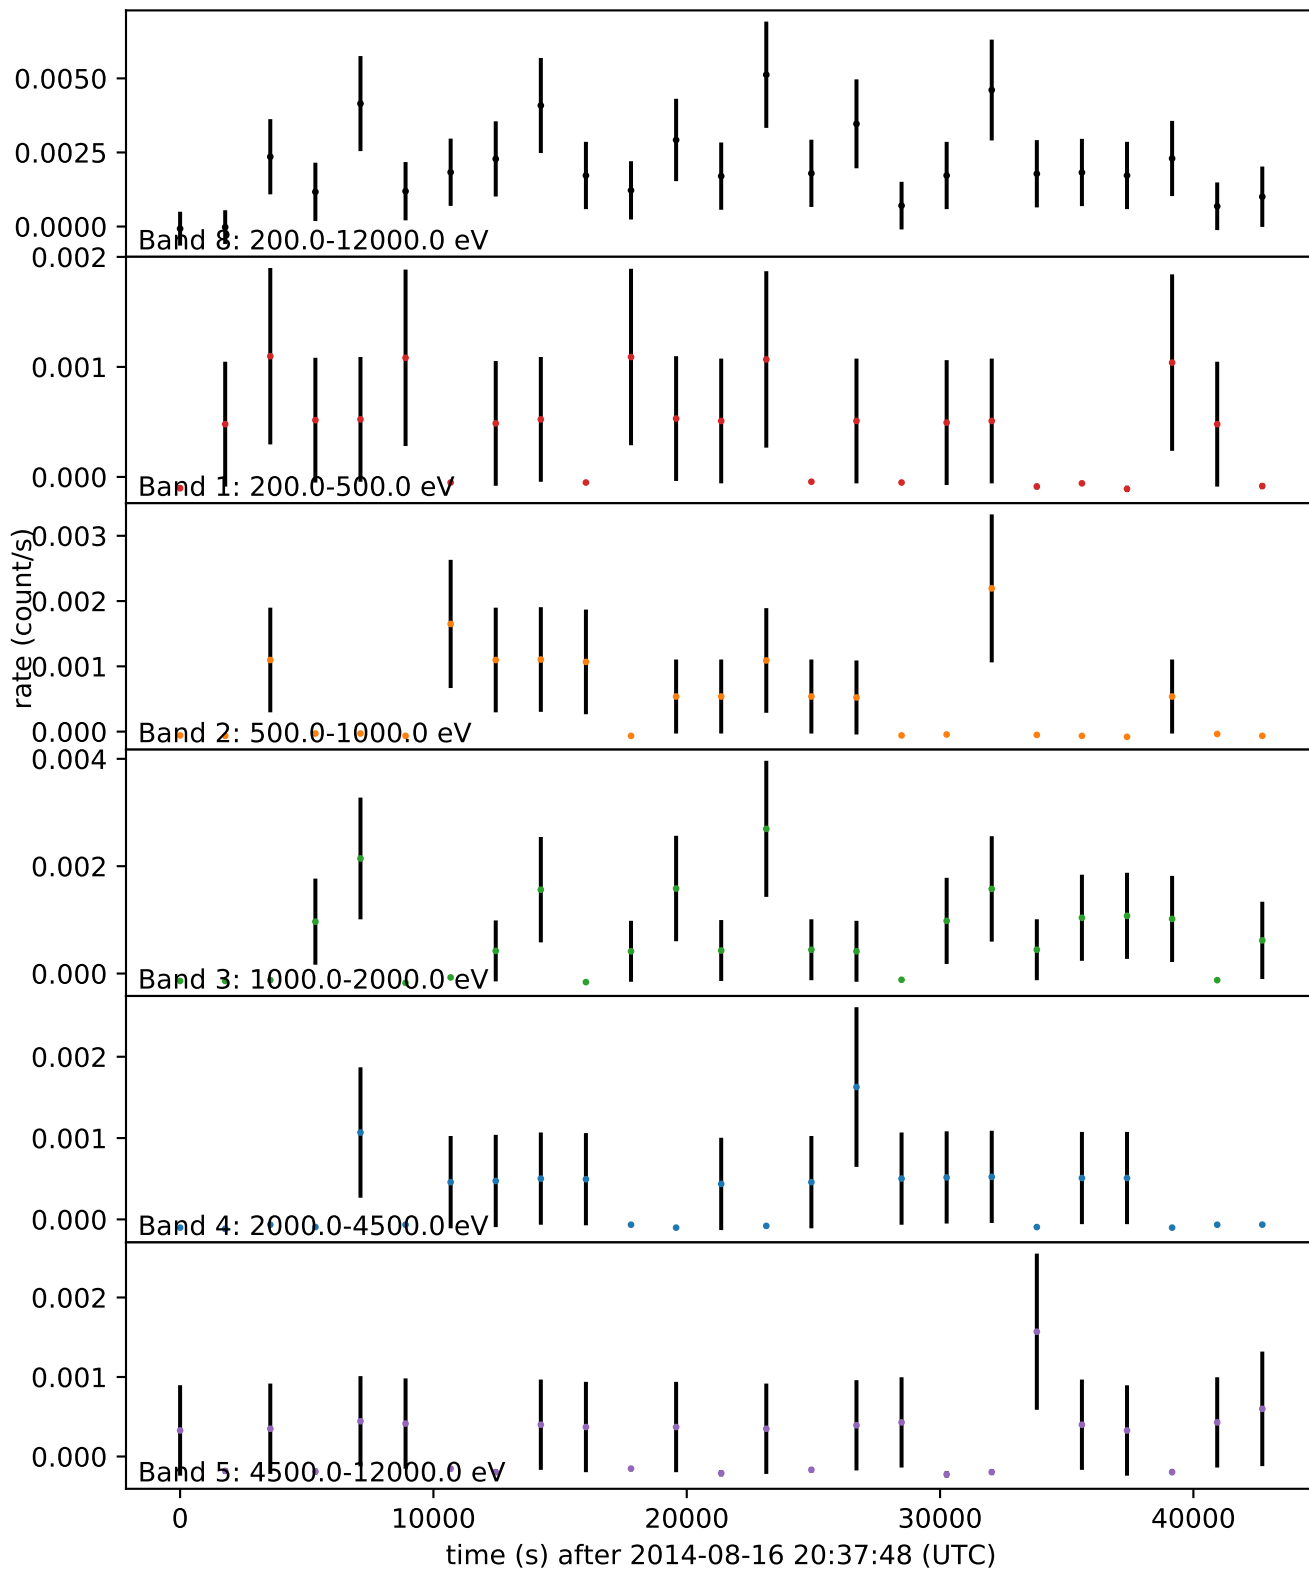 0.0050
0.0025
0.0000
Band 8: 200.0-12000.0 eV
0.002
0.001
0.000
Band 1: 200.0-500.0 eV
rate (count/s)
0.003
0.002
0.001
0.000
Band 2: 500.0-1000.0 eV
0.004
0.002
0.000
Band 3: 1000.0-2000.0 eV
0.002
0.001
0.000
Band 4: 2000.0-4500.0 eV
0.002
0.001
0.000
Band 5: 4500.0-12000.0 eV
0 10000 20000 30000 40000
time (s) after 2014-08-16 20:37:48 (UTC)